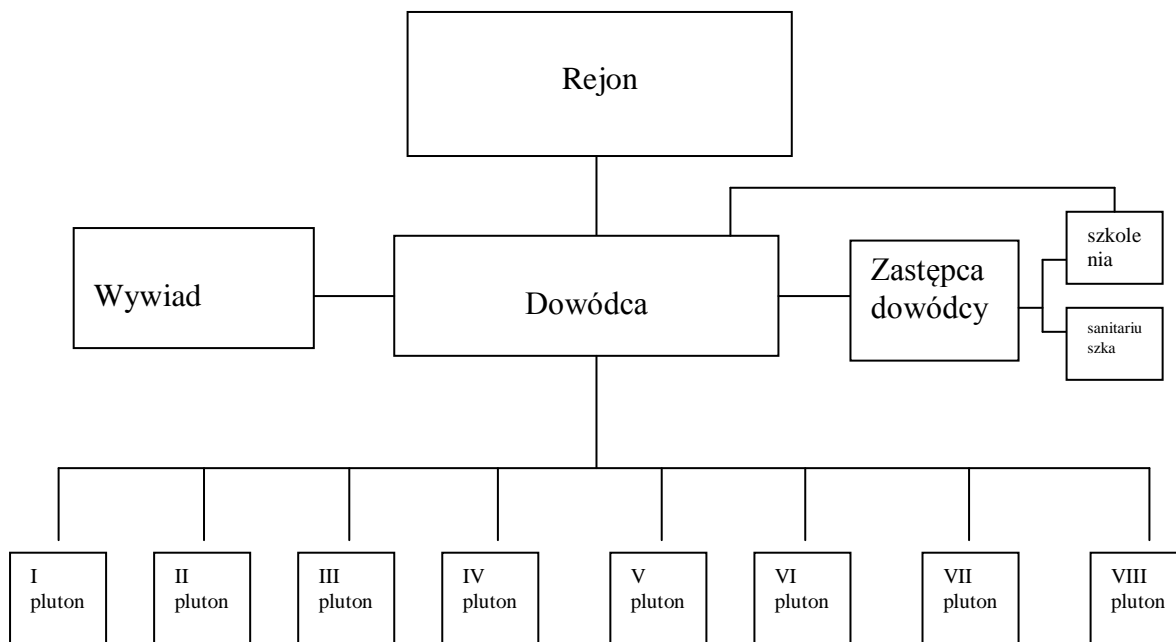 Rejon
Wywiad
Dowódca
Zastępca
dowódcy
szkole
nia
sanitariu
szka
I
pluton
II
pluton
III
pluton
IV
pluton
V
pluton
VI
pluton
VII
pluton
VIII
pluton